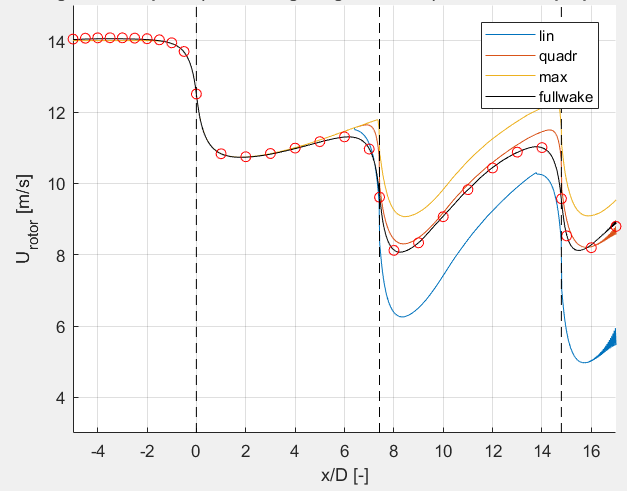 14
12
10
8
6
4
U_rotor [m/s]
lin
quadr
max
fullwake
-4 -2 0 2 4 6 8 10 12 14 16
x/D [-]